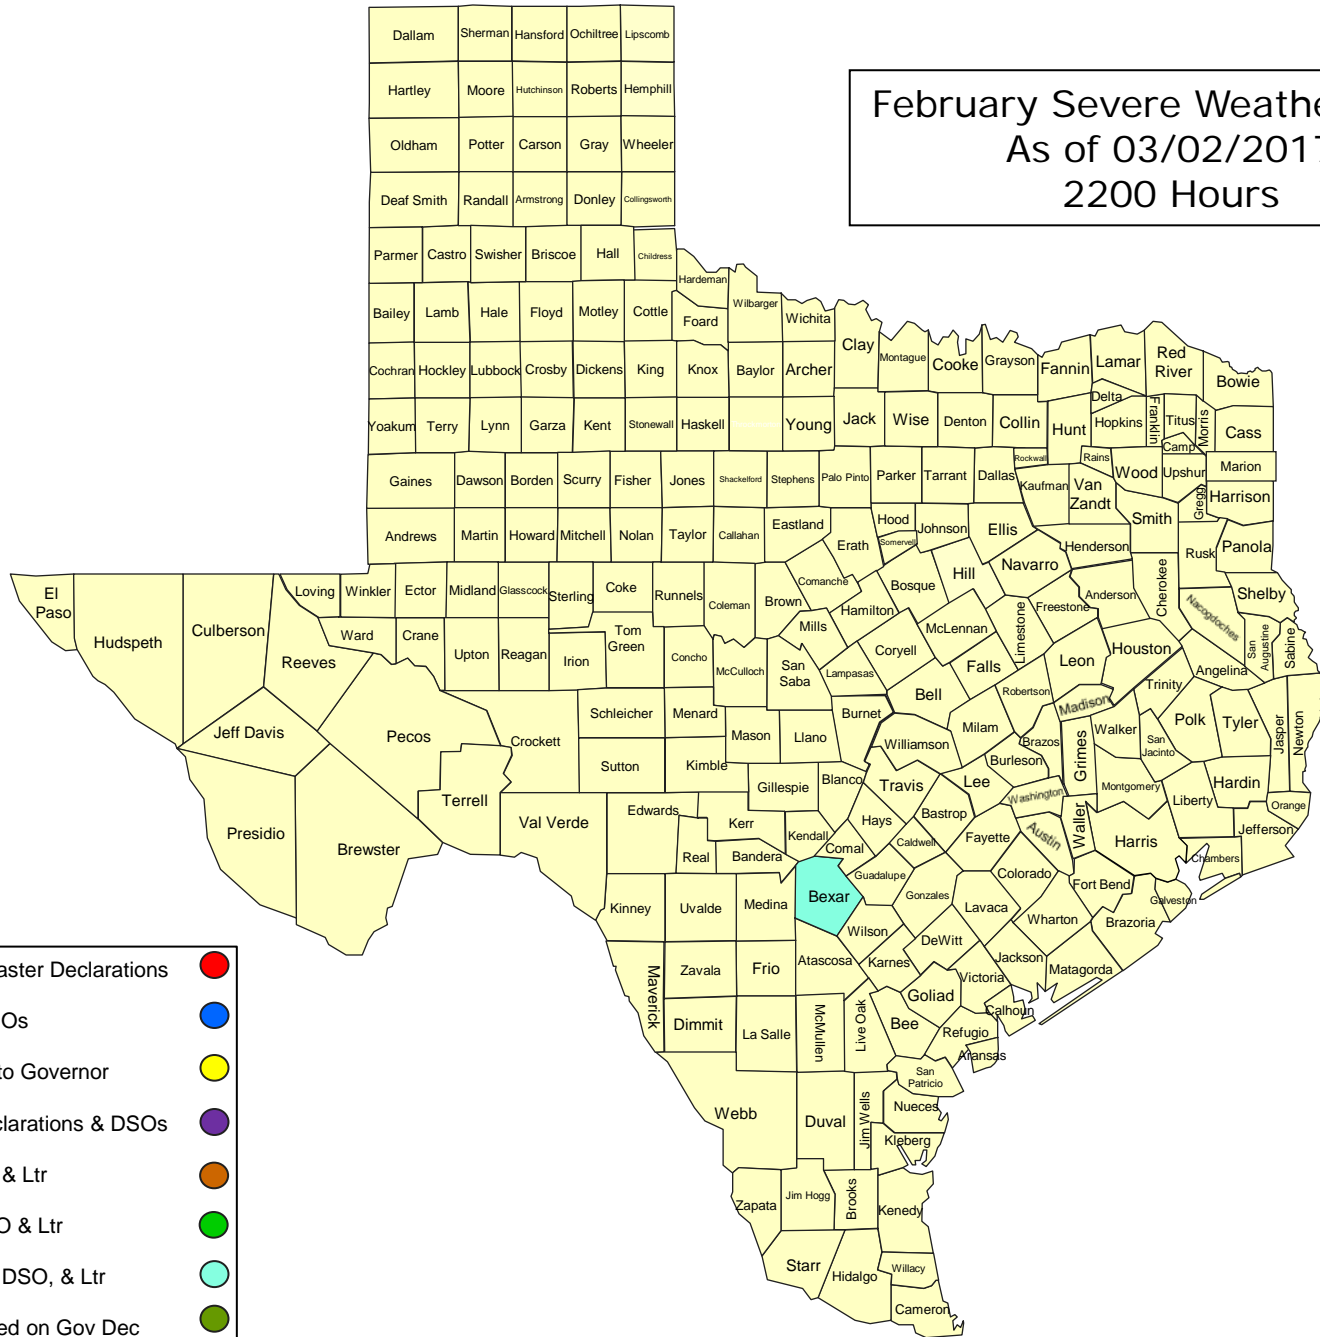 Dallam Sherman Hansford Ochiltree Lipscomb
Hartley Moore Hutchinson Roberts Hemphill
February Severe Weathe
As of 03/02/2017
2200 Hours
Oldham Potter Carson Gray Wheeler
Deaf Smith Randall Armstrong Donley Collingsworth
Parmer Castro Swisher Briscoe Hall Childress
Hardeman
Wilbarger
Bailey Lamb Hale Floyd Motley Cottle Foard Wichita
Clay Montague Cooke Grayson Fannin Lamar Red
River
Bowie
Cochran Hockley Lubbock Crosby Dickens King Knox Baylor Archer
Delta
Yoakum Terry Lynn Garza Kent Stonewall Haskell Young Jack Wise Denton Collin Hunt Hopkins Franklin Titus Morris Cass
Camp
Rockwall Rains Wood Upshur Marion
Gaines Dawson Borden Scurry Fisher Jones Shackelford Stephens Palo Pinto Parker Tarrant Dallas Kaufman Van
Zandt
Gregg Harrison
Smith
Andrews Martin Howard Mitchell Nolan Taylor Callahan Eastland Erath Hood Somervell Johnson Ellis Henderson Rusk Panola
Navarro
El
Paso
Hudspeth Culberson Loving Winkler Ector Midland Glasscock Sterling Coke Runnels Coleman Brown Comanche Bosque Hill Freestone Anderson Cherokee Nacogdoches Shelby
Hamilton
Mills
McLennan Limestone
San
Augustine
Sabine
Ward Crane Upton Reagan Irion Tom
Green
Concho McCulloch San
Saba
Lampasas Coryell Falls Leon Houston Angelina
Reeves
Bell Robertson Madison Trinity
Jeff Davis Pecos Crockett Schleicher Menard Mason Llano Burnet Milam Brazos Grimes Walker San
Jacinto
Polk Tyler Jasper Newton
Williamson Burleson
Sutton Kimble Gillespie Blanco Travis Lee Washington Montgomery Liberty Hardin Orange
Presidio Brewster Terrell Val Verde Edwards Kerr Kendall Hays Bastrop Fayette Austin Waller Harris Jefferson
Caldwell
Comal
Real Bandera Chambers
Guadalupe Gonzales Colorado Fort Bend Galveston
Kinney Uvalde Medina Bexar Lavaca Wharton Brazoria
Wilson DeWitt
Maverick Zavala Frio Atascosa Karnes Victoria Jackson Matagorda
Goliad Calhoun
Dimmit La Salle McMullen Live Oak Bee Refugio
Aransas
San
Patricio
Webb Duval Jim Wells Nueces
Kleberg
Zapata Jim Hogg Brooks Kenedy
Starr Hidalgo Willacy
Cameron
aster Declarations
Os
to Governor
clarations & DSOs
& Ltr
O & Ltr
DSO, & Ltr
ed on Gov Dec